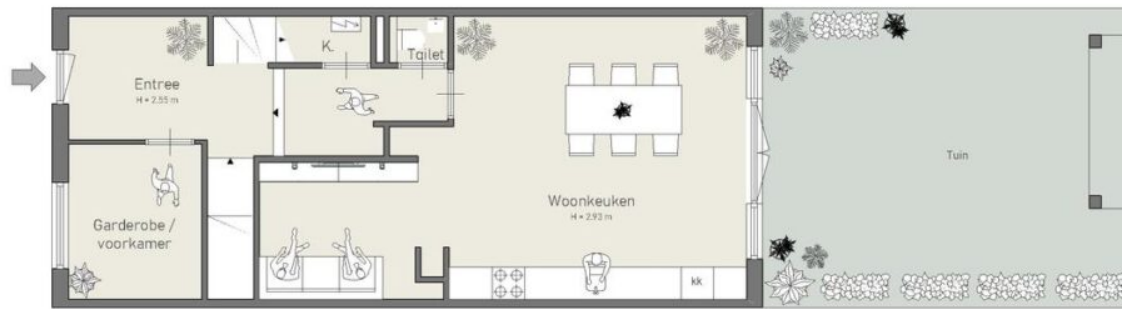 K.
Toilet
Entree
H = 2.55 m
Garderobe /
voorkamer
Woonkeuken
H = 2.93 m
kk
Tuin